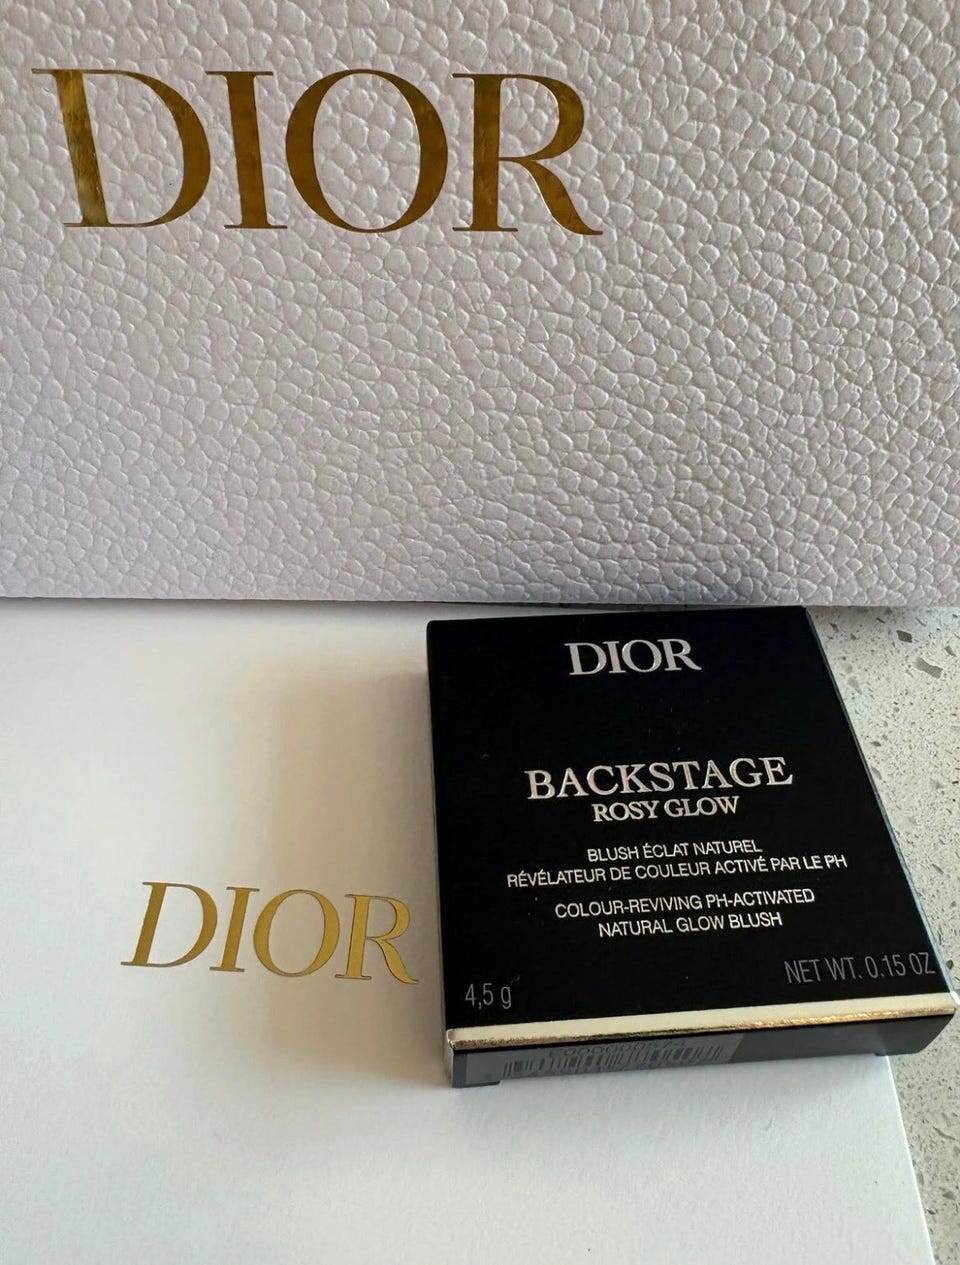 DIOR
DIOR
BACKSTAGE
ROSY GLOW
BLUSH ÉCLAT NATUREL
RÉVÉLATEUR DE COULEUR ACTIVÉ PAR LE PH
COLOUR-REVIVING PH-ACTIVATED
NATURAL GLOW BLUSH
4,5 g
NET WT. 0.15 OZ
DIOR